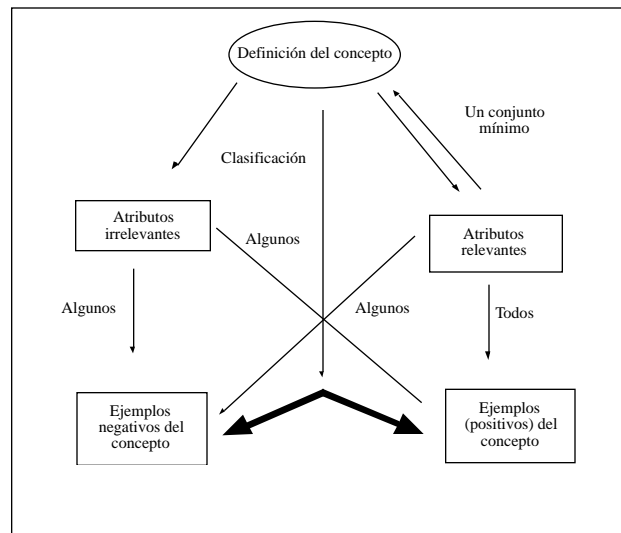 Definición del concepto
Un conjunto
mínimo
Clasificación
Atributos
irrelevantes
Algunos
Atributos
relevantes
Algunos
Algunos
Todos
Ejemplos
negativos del
concepto
Ejemplos
(positivos) del
concepto